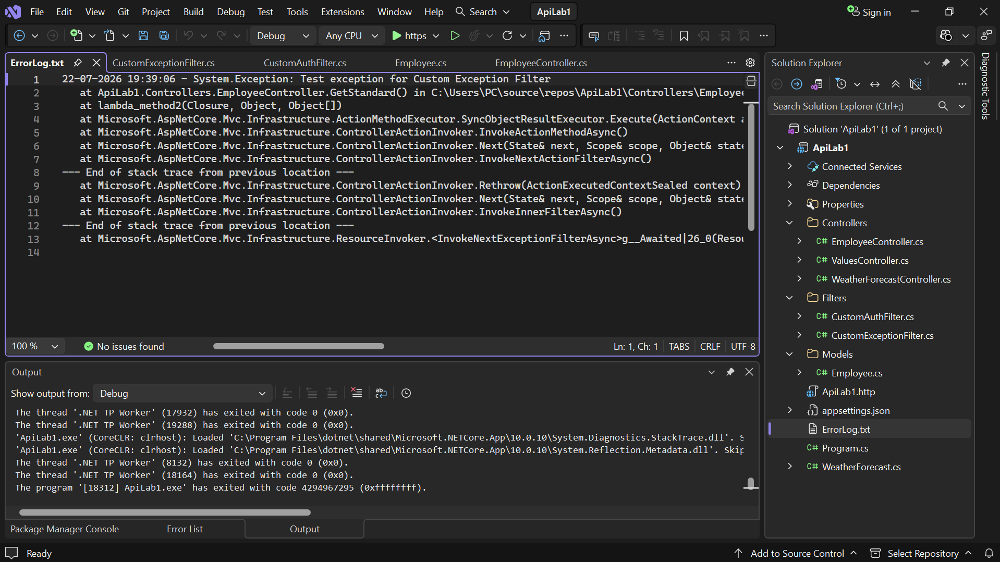 File Edit View Git Project Build Debug Test Tools Extensions Window Help Search ApiLab1 Sign in
Debug Any CPU https
ErrorLog.txt CustomExceptionFilter.cs CustomAuthFilter.cs Employee.cs EmployeeController.cs
1 22-07-2026 19:39:06 - System.Exception: Test exception for Custom Exception Filter
2 at ApiLab1.Controllers.EmployeeController.GetStandard() in C:\Users\PC\source\repos\ApiLab1\Controllers\Employee
3 at lambda_method2(Closure, Object, Object[])
4 at Microsoft.AspNetCore.Mvc.Infrastructure.ActionMethodExecutor.SyncObjectResultExecutor.Execute(ActionContext a
5 at Microsoft.AspNetCore.Mvc.Infrastructure.ControllerActionInvoker.InvokeActionMethodAsync()
6 at Microsoft.AspNetCore.Mvc.Infrastructure.ControllerActionInvoker.Next(State& next, Scope& scope, Object& state
7 at Microsoft.AspNetCore.Mvc.Infrastructure.ControllerActionInvoker.InvokeNextActionFilterAsync()
8 --- End of stack trace from previous location ---
9 at Microsoft.AspNetCore.Mvc.Infrastructure.ControllerActionInvoker.Rethrow(ActionExecutedContextSealed context)
10 at Microsoft.AspNetCore.Mvc.Infrastructure.ControllerActionInvoker.Next(State& next, Scope& scope, Object& state
11 at Microsoft.AspNetCore.Mvc.Infrastructure.ControllerActionInvoker.InvokeInnerFilterAsync()
12 --- End of stack trace from previous location ---
13 at Microsoft.AspNetCore.Mvc.Infrastructure.ResourceInvoker.<InvokeNextExceptionFilterAsync>g__Awaited|26_0(Resou
14
100 % No issues found Ln: 1, Ch: 1 TABS CRLF UTF-8
Output
Show output from: Debug
The thread '.NET TP Worker' (17932) has exited with code 0 (0x0).
The thread '.NET TP Worker' (19288) has exited with code 0 (0x0).
'ApiLab1.exe' (CoreCLR: clrhost): Loaded 'C:\Program Files\dotnet\shared\Microsoft.NETCore.App\10.0.10\System.Diagnostics.StackTrace.dll'. S
'ApiLab1.exe' (CoreCLR: clrhost): Loaded 'C:\Program Files\dotnet\shared\Microsoft.NETCore.App\10.0.10\System.Reflection.Metadata.dll'. Skip
The thread '.NET TP Worker' (8132) has exited with code 0 (0x0).
The thread '.NET TP Worker' (18164) has exited with code 0 (0x0).
The program '[18312] ApiLab1.exe' has exited with code 4294967295 (0xffffffff).
Package Manager Console Error List Output
Solution Explorer
Search Solution Explorer (Ctrl+;)
Solution 'ApiLab1' (1 of 1 project)
ApiLab1
Connected Services
Dependencies
Properties
Controllers
C# EmployeeController.cs
C# ValuesController.cs
C# WeatherForecastController.cs
Filters
C# CustomAuthFilter.cs
C# CustomExceptionFilter.cs
Models
C# Employee.cs
ApiLab1.http
appsettings.json
ErrorLog.txt
C# Program.cs
C# WeatherForecast.cs
Diagnostic Tools
Ready Add to Source Control Select Repository